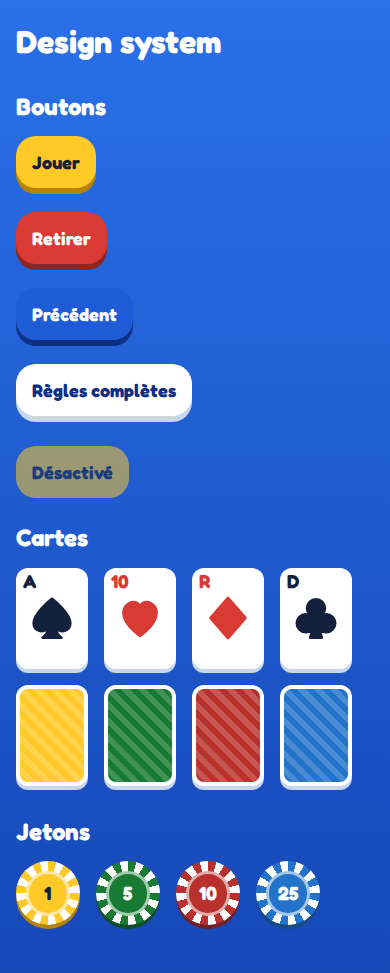 Design system
Boutons
Jouer
Retirer
Précédent
Règles complètes
Désactivé
Cartes
A 10 R D
Jetons
1 5 10 25